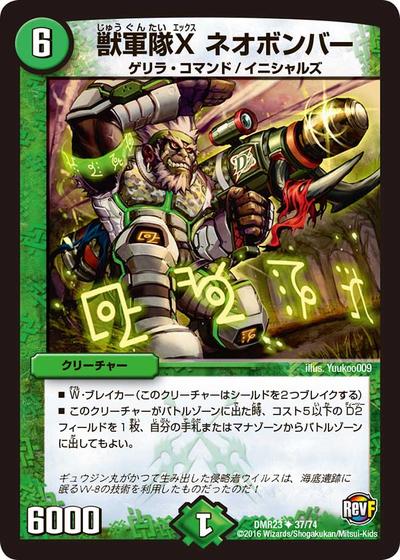 6
じゅうぐんたい エックス
獣軍隊X ネオボンバー
ゲリラ・コマンド / イニシャルズ
D2
illus. Yuukoo009
クリーチャー
■W・ブレイカー(このクリーチャーはシールドを2つブレイクする)
■このクリーチャーがバトルゾーンに出た時、コスト5以下のD2
フィールドを1枚、自分の手札またはマナゾーンからバトルゾーン
に出してもよい。
ギュウジン丸がかつて生み出した侵略者ウイルスは、海底遺跡に
眠るVV-8の技術を利用したものだったのだ!
6000
1
RevF
DMR23 ◆ 37/74
©2016 Wizards/Shogakukan/Mitsui-Kids